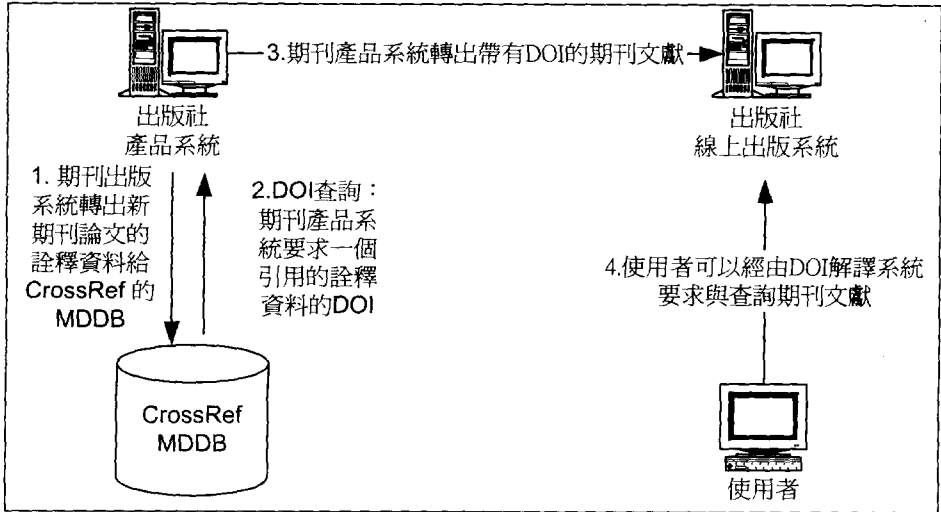 3.期刊產品系統轉出帶有DOI的期刊文獻
出版社
產品系統
出版社
線上出版系統
1. 期刊出版
系統轉出新
期刊論文的
詮釋資料給
CrossRef 的
MDDB
2.DOI查詢：
期刊產品系
統要求一個
引用的詮釋
資料的DOI
4.使用者可以經由DOI解譯系統
要求與查詢期刊文獻
CrossRef
MDDB
使用者